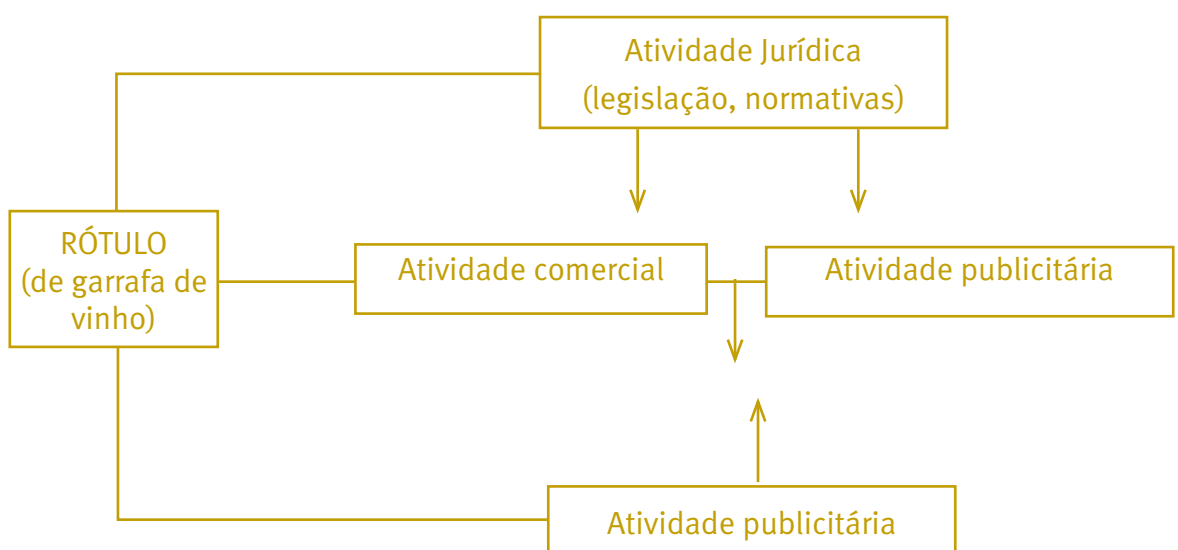 Atividade Jurídica
(legislação, normativas)
RÓTULO
(de garrafa de
vinho)
Atividade comercial
Atividade publicitária
Atividade publicitária